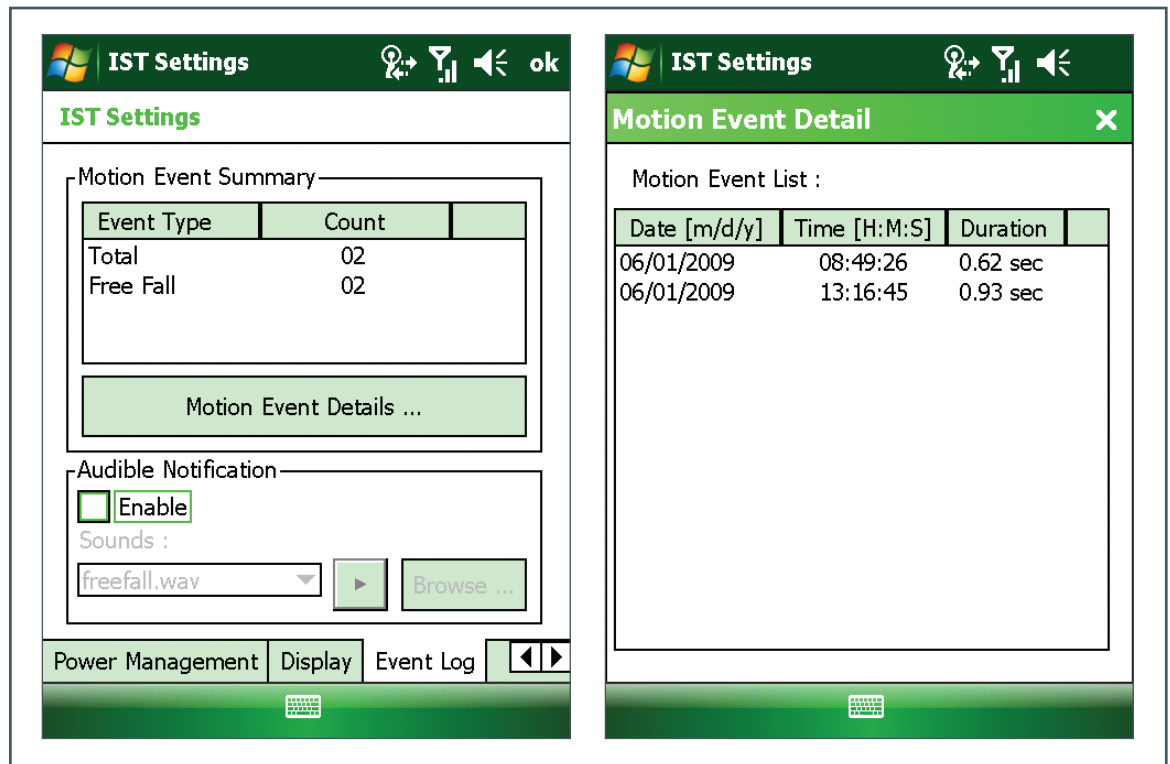 IST Settings ok
IST Settings
Motion Event Summary
Event Type Count
Total 02
Free Fall 02
Motion Event Details ...
Audible Notification
Enable
Sounds :
freefall.wav Browse ...
Power Management Display Event Log
IST Settings
Motion Event Detail
Motion Event List :
Date [m/d/y] Time [H:M:S] Duration
06/01/2009 08:49:26 0.62 sec
06/01/2009 13:16:45 0.93 sec